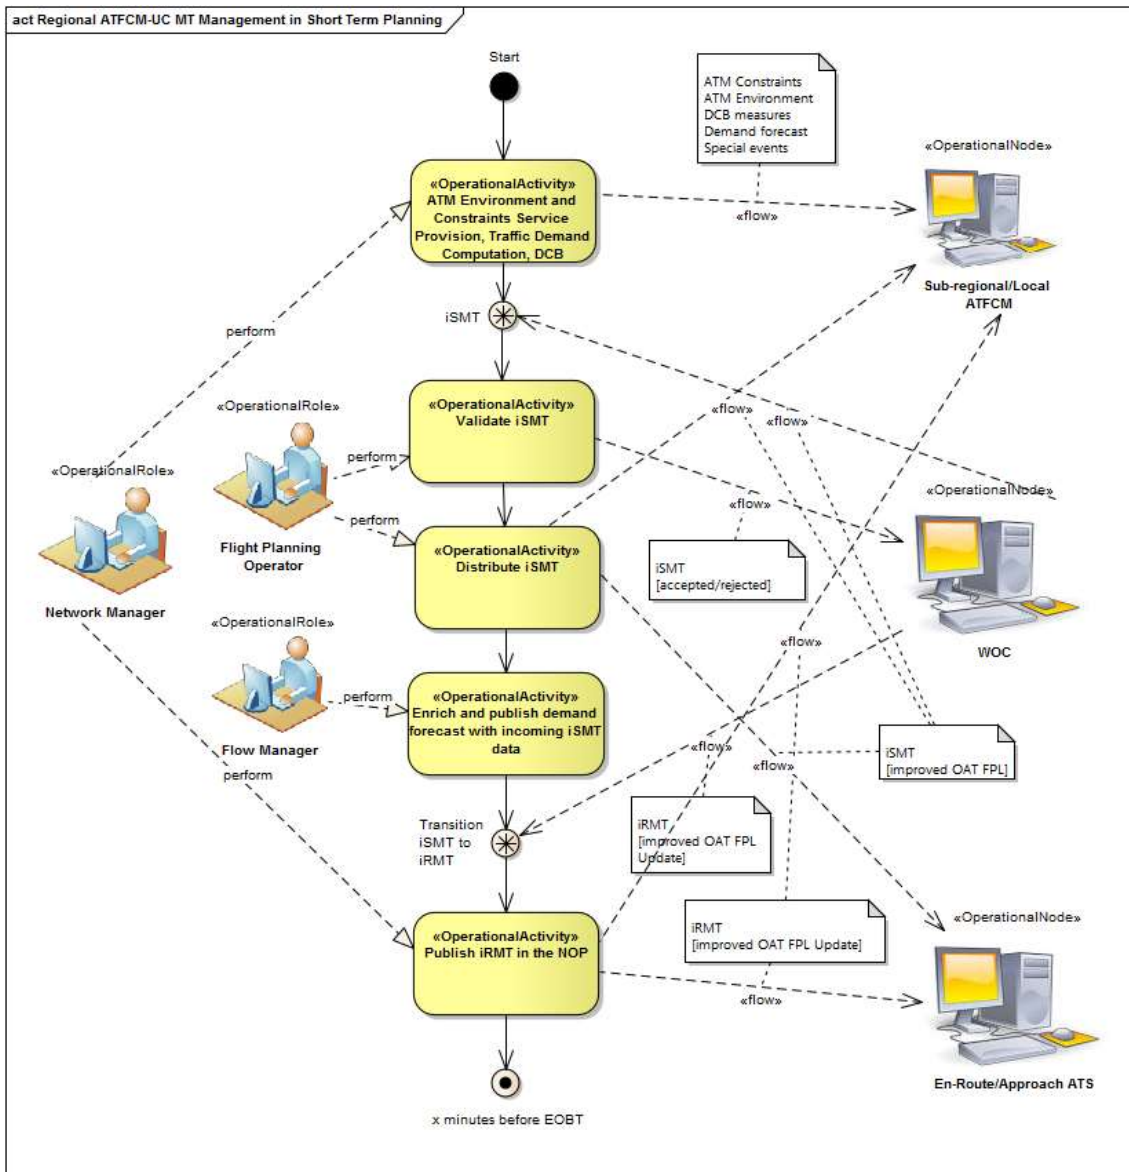 act Regional ATFCM-UC MT Management in Short Term Planning
Start
ATM Constraints
ATM Environment
DCB measures
Demand forecast
Special events
«OperationalNode»
«OperationalActivity»
ATM Environment and
Constraints Service
Provision, Traffic Demand
Computation, DCB
«flow»
Sub-regional/Local
ATFCM
iSMT
perform
«OperationalActivity»
Validate iSMT
«OperationalRole»
«flow»
«flow»
perform
«OperationalRole»
«OperationalNode»
«flow»
perform
Flight Planning
Operator
«OperationalActivity»
Distribute iSMT
iSMT
[accepted/rejected]
Network Manager
«OperationalRole»
«flow»
WOC
«OperationalActivity»
Enrich and publish demand
forecast with incoming iSMT
data
perform
Flow Manager
«flow»
iSMT
[improved OAT FPL]
«flow»
perform
Transition
iSMT to
iRMT
iRMT
[improved OAT FPL
Update]
«OperationalActivity»
Publish iRMT in the NOP
iRMT
[improved OAT FPL Update]
«OperationalNode»
«flow»
En-Route/Approach ATS
x minutes before EOBT